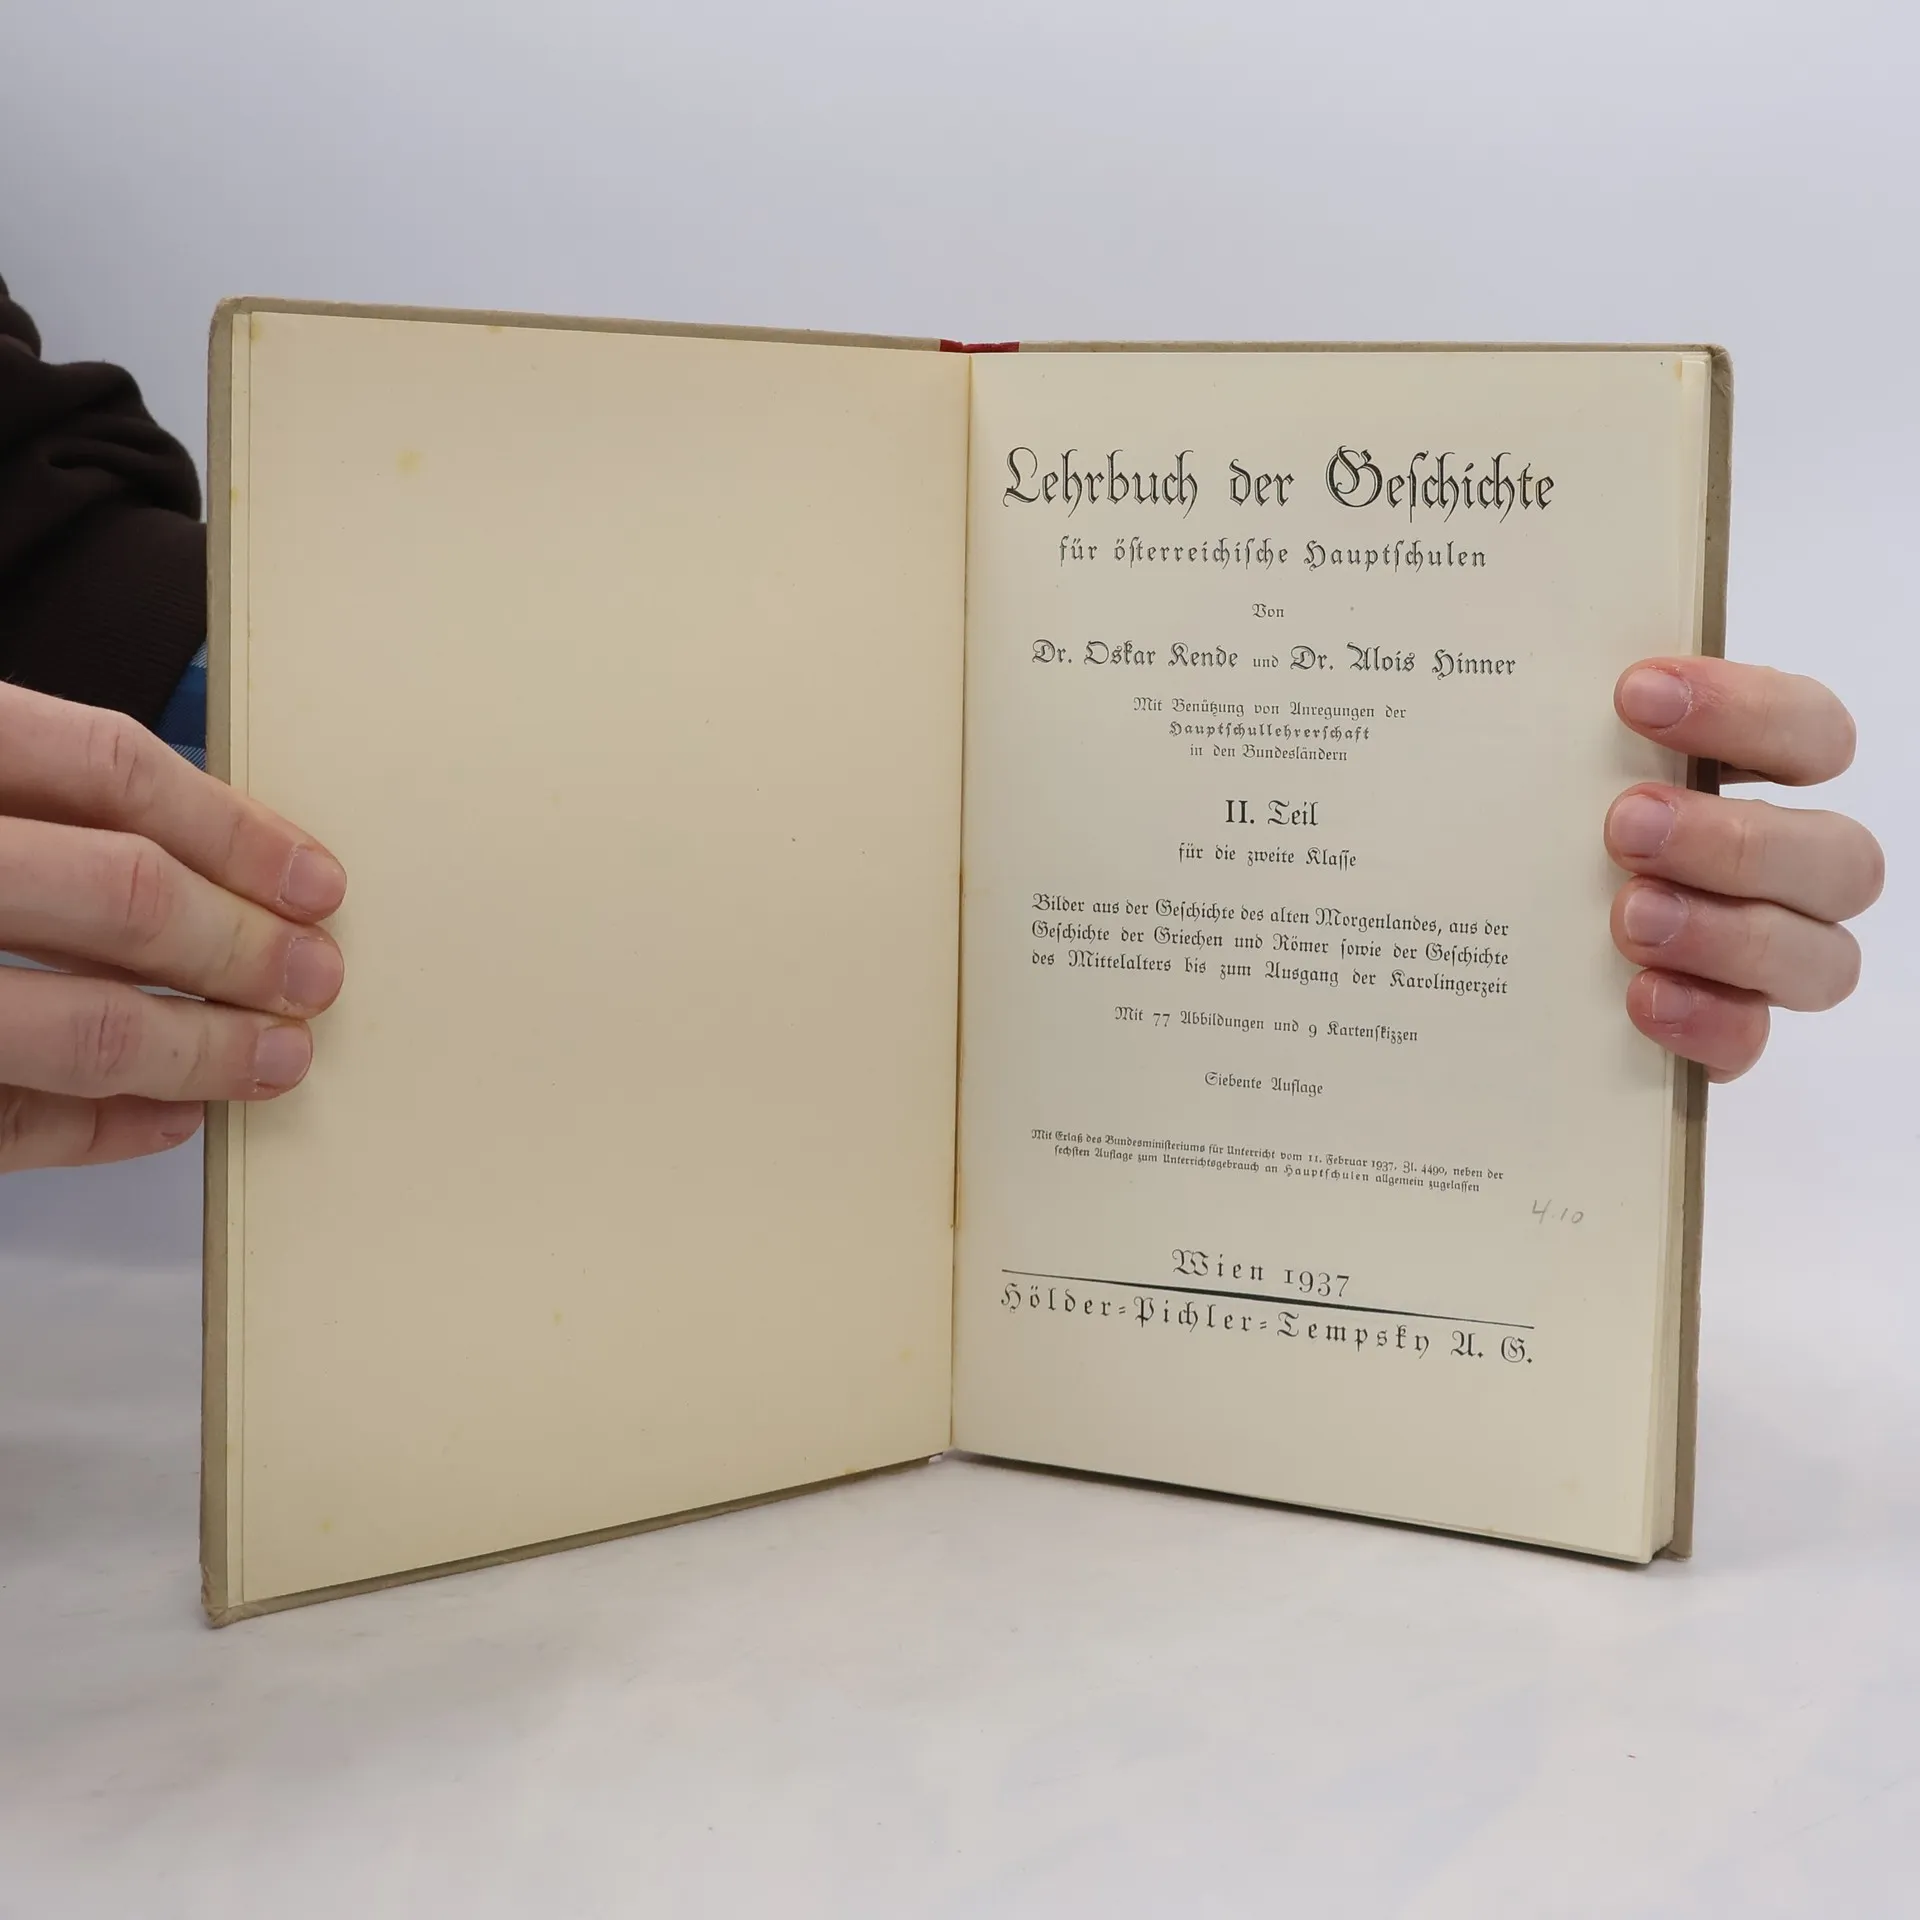 Lehrbuch der Geschichte
für österreichische Hauptschulen
Von
Dr. Oskar Kende und Dr. Alois Hinner
Mit Benützung von Anregungen der
Hauptschullehrerschaft
in den Bundesländern
II. Teil
für die zweite Klasse
Bilder aus der Geschichte des alten Morgenlandes, aus der
Geschichte der Griechen und Römer sowie der Geschichte
des Mittelalters bis zum Ausgang der Karolingerzeit
Mit 77 Abbildungen und 9 Kartenskizzen
Siebente Auflage
Mit Erlaß des Bundesministeriums für Unterricht vom 11. Februar 1937, Zl. 4490, neben der
sechsten Auflage zum Unterrichtsgebrauch an Hauptschulen allgemein zugelassen
4.10
Wien 1937
Hölder-Pichler-Tempsky A. G.